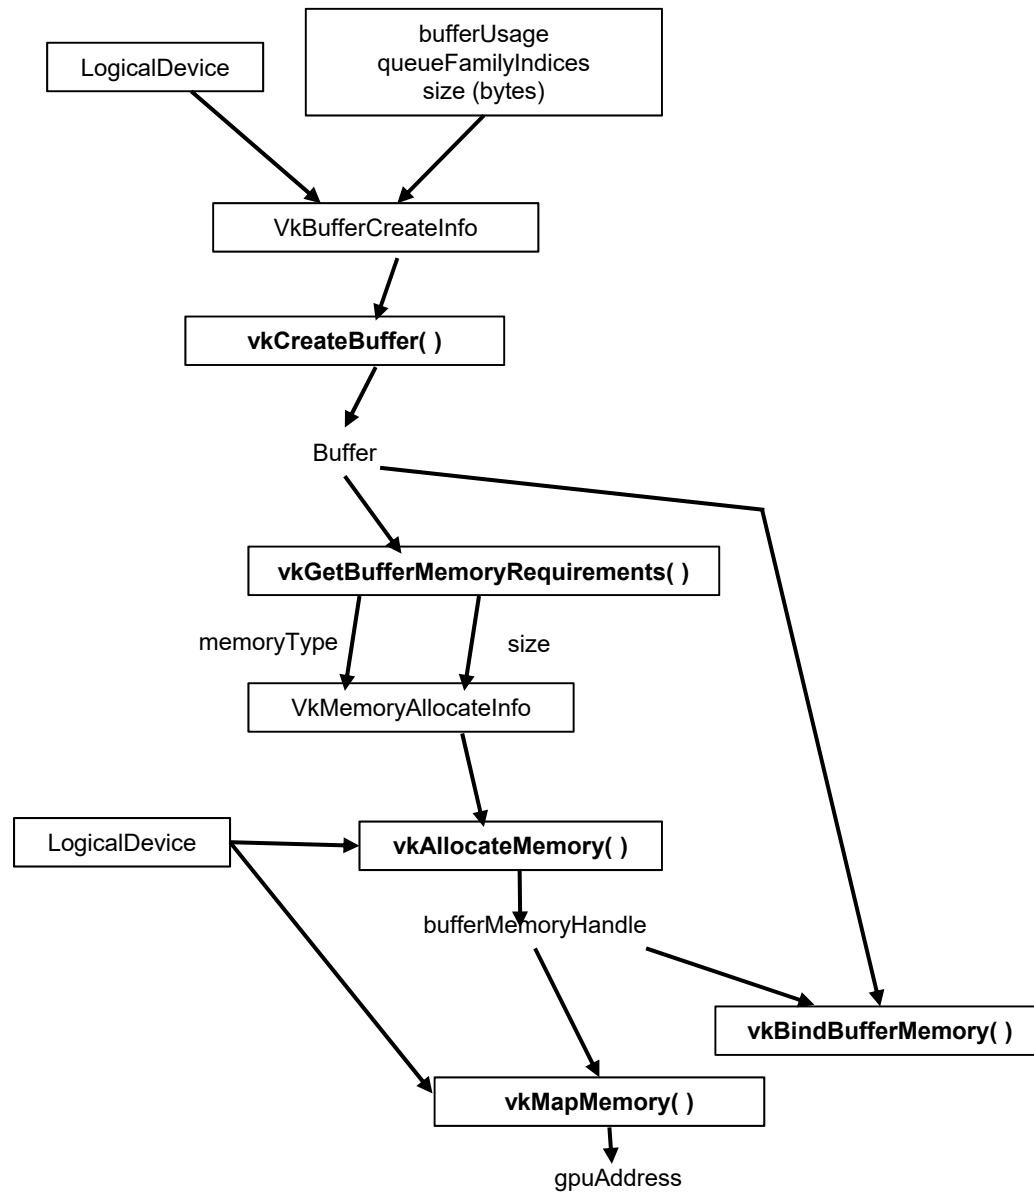 LogicalDevice
bufferUsage
queueFamilyIndices
size (bytes)
VkBufferCreateInfo
vkCreateBuffer( )
Buffer
vkGetBufferMemoryRequirements( )
memoryType
size
VkMemoryAllocateInfo
LogicalDevice
vkAllocateMemory( )
bufferMemoryHandle
vkBindBufferMemory( )
vkMapMemory( )
gpuAddress